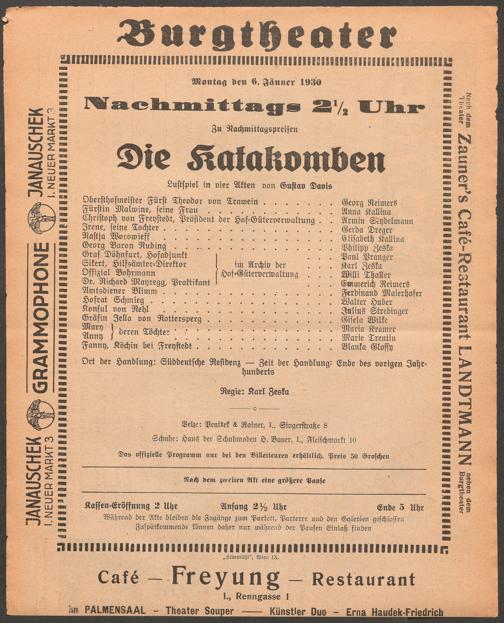 Burgtheater
Montag den 6. Jänner 1930
Nachmittags 2½ Uhr
Zu Nachmittagspreisen
Die Katakomben
Lustspiel in vier Akten von Gustav Davis
Obersthofmeister Fürst Theodor von Trawein . . . Georg Reimers
Fürstin Malwine, seine Frau . . . Anna Kallina
Christoph von Freystedt, Präsident der Hof-Güterverwaltung . . . Armin Seydelmann
Irene, seine Tochter . . . Gerda Dreger
Nastja Worowieff . . . Elisabeth Kallina
Georg Baron Ruding . . . Philipp Zeska
Graf Dühfurt, Hofadjunkt . . . Paul Pranger
Sikert, Hilfsämter-Direktor . . . Karl Zeska
Offizial Bohrmann . . . Willi Thaller
Dr. Richard Mayregg, Praktikant . . . Emmerich Reimers
im Archiv der
Hof-Güterverwaltung
Amtsdiener Blimm . . . Ferdinand Maierhofer
Hofrat Schmieg . . . Walter Huber
Konsul von Rehl . . . Julius Strebinger
Gräfin Zella von Rottersperg . . . Gisela Wilke
Mary . . . Maria Kramer
Anny . . . Marie Trentin
deren Töchter
Fanny, Köchin bei Freystedt . . . Blanka Glossy
Ort der Handlung: Süddeutsche Residenz — Zeit der Handlung: Ende des vorigen Jahr-
hunderts
Regie: Karl Zeska
Pelze: Penizek & Rainer, I., Singerstraße 8
Schuhe: Haus der Schuhmoden H. Bauer, I., Fleischmarkt 10
Das offizielle Programm nur bei den Billetteuren erhältlich. Preis 50 Groschen
Nach dem zweiten Akt eine größere Pause
Kassen-Eröffnung 2 Uhr Anfang 2½ Uhr Ende 5 Uhr
Während der Akte bleiben die Zugänge zum Parkett, Parterre und den Galerien geschlossen
Zuspätkommende können daher nur während der Pausen Einlaß finden
„Elbemühl“, Wien IX.
Café — Freyung — Restaurant
I., Renngasse 1
im PALMENSAAL - Theater Souper — Künstler Duo - Erna Haudek-Friedrich
JANAUSCHEK
I. NEUER MARKT 3
GRAMMOPHONE
JANAUSCHEK
I. NEUER MARKT 3
Nach dem
Theater
Zauner's Café-Restaurant LANDTMANN
neben dem
Burgtheater